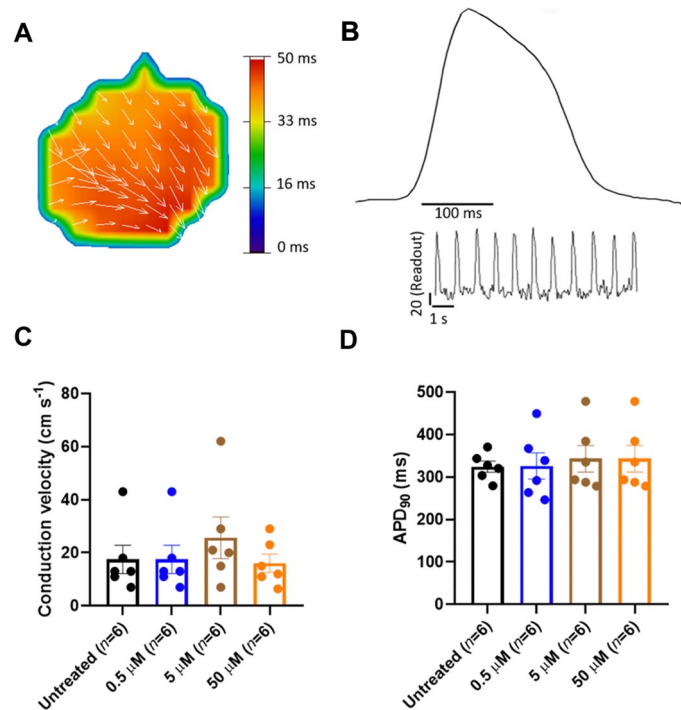 A
50 ms
33 ms
16 ms
0 ms
B
100 ms
20 (Readout)
1 s
C
Conduction velocity (cm s⁻¹)
80
60
40
20
0
Untreated (n=6)
0.5 µM (n=6)
5 µM (n=6)
50 µM (n=6)
D
APD₉₀ (ms)
500
400
300
200
100
0
Untreated (n=6)
0.5 µM (n=6)
5 µM (n=6)
50 µM (n=6)